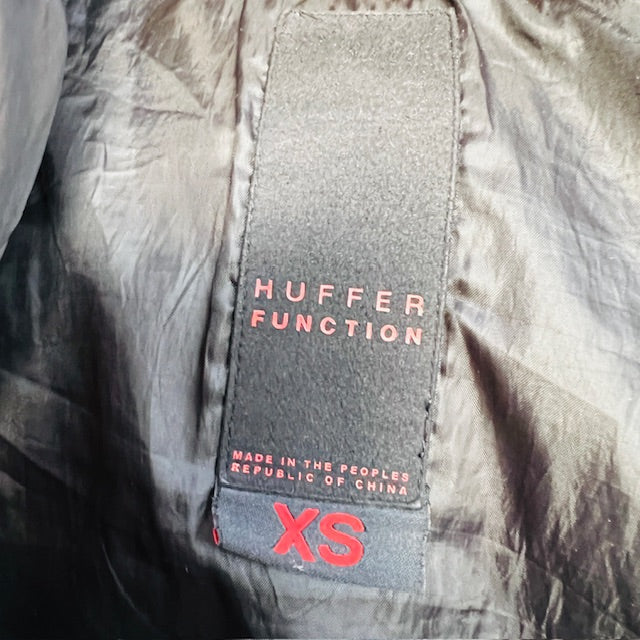 HUFFER
FUNCTION
MADE IN THE PEOPLES
REPUBLIC OF CHINA
XS